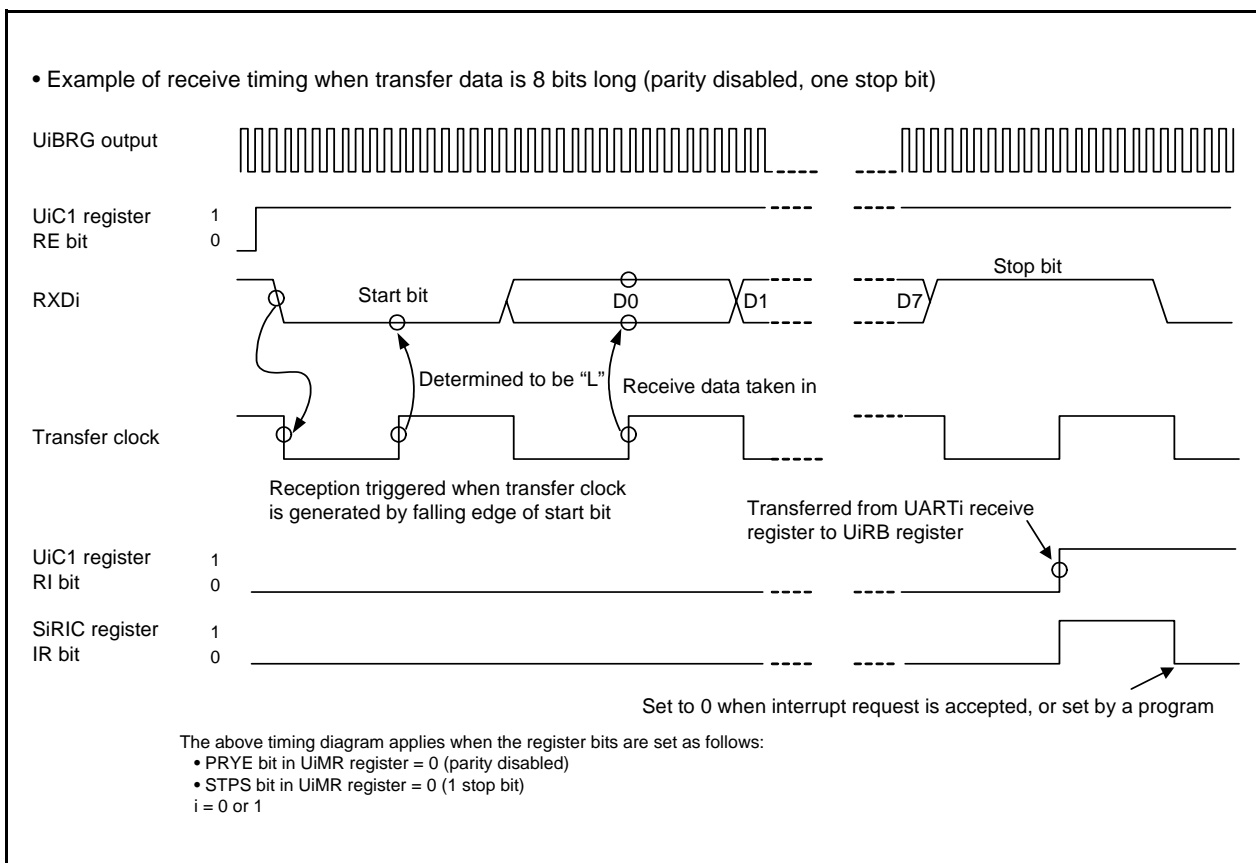 • Example of receive timing when transfer data is 8 bits long (parity disabled, one stop bit)
UiBRG output
UiC1 register
RE bit
1
0
RXDi
Start bit
D0
D1
D7
Stop bit
Determined to be “L”
Receive data taken in
Transfer clock
Reception triggered when transfer clock
is generated by falling edge of start bit
Transferred from UARTi receive
register to UiRB register
UiC1 register
RI bit
1
0
SiRIC register
IR bit
1
0
Set to 0 when interrupt request is accepted, or set by a program
The above timing diagram applies when the register bits are set as follows:
• PRYE bit in UiMR register = 0 (parity disabled)
• STPS bit in UiMR register = 0 (1 stop bit)
i = 0 or 1